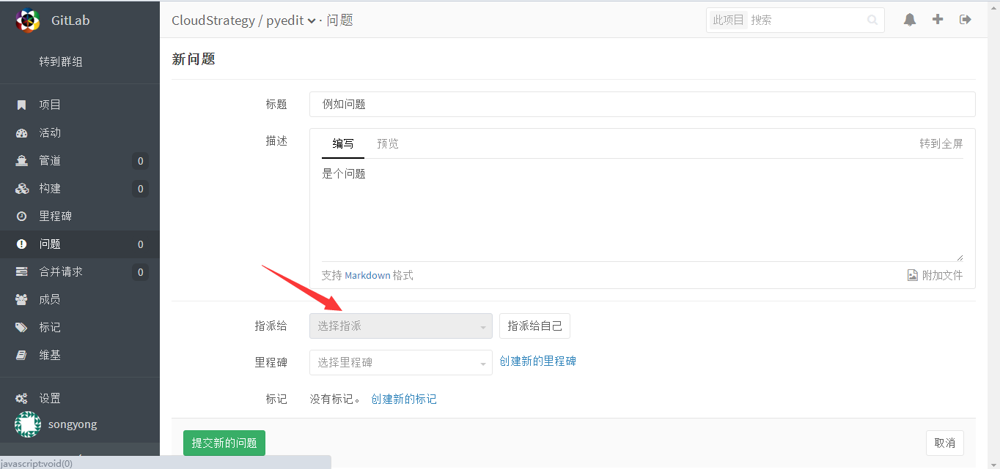 GitLab
转到群组
项目
活动
管道 0
构建 0
里程碑
问题 0
合并请求 0
成员
标记
维基
设置
songyong
javascript:void(0)
CloudStrategy / pyedit · 问题
此项目 搜索
新问题
标题 例如问题
描述 编写 预览 转到全屏
是个问题
支持 Markdown 格式 附加文件
指派给 选择指派 指派给自己
里程碑 选择里程碑 创建新的里程碑
标记 没有标记。 创建新的标记
提交新的问题 取消